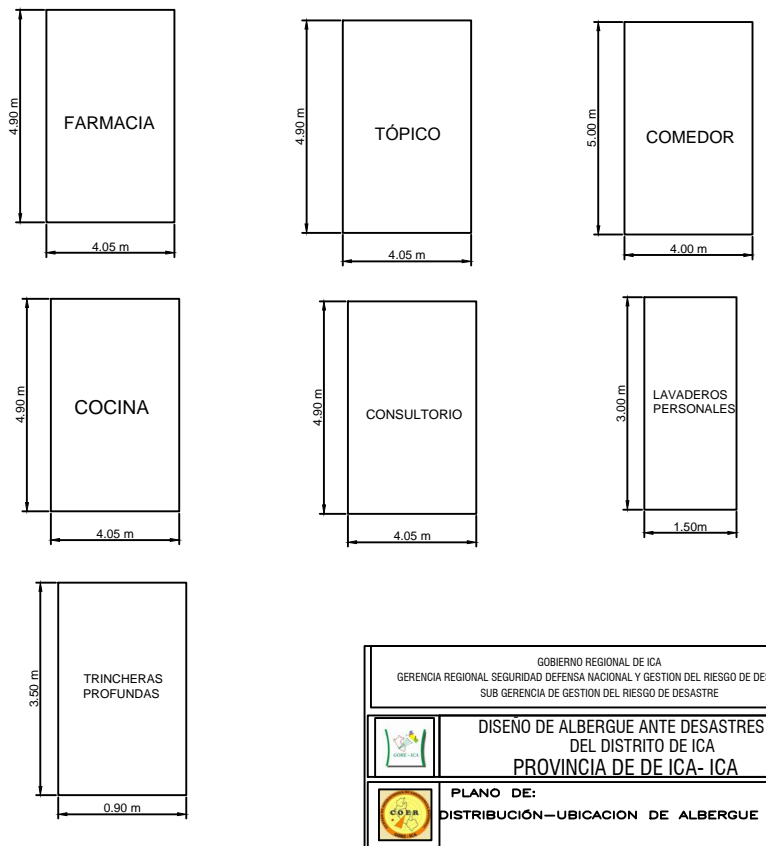 4.90 m
FARMACIA
4.05 m
4.90 m
TÓPICO
4.05 m
5.00 m
COMEDOR
4.00 m
4.90 m
COCINA
4.05 m
4.90 m
CONSULTORIO
4.05 m
3.00 m
LAVADEROS
PERSONALES
1.50m
3.50 m
TRINCHERAS
PROFUNDAS
0.90 m
GOBIERNO REGIONAL DE ICA
GERENCIA REGIONAL SEGURIDAD DEFENSA NACIONAL Y GESTION DEL RIESGO DE DES
SUB GERENCIA DE GESTION DEL RIESGO DE DESASTRE
GORE - ICA
DISEÑO DE ALBERGUE ANTE DESASTRES
DEL DISTRITO DE ICA
PROVINCIA DE DE ICA- ICA
COER
PLANO DE:
DISTRIBUCIÓN-UBICACION DE ALBERGUE